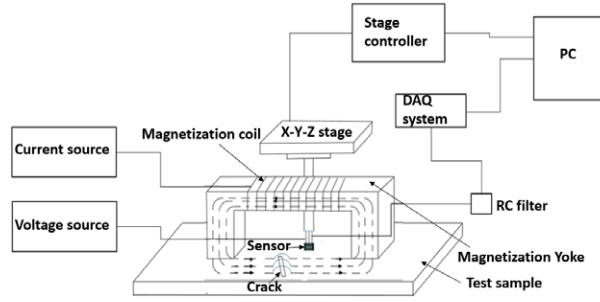 Stage
controller
PC
DAQ
system
X-Y-Z stage
Magnetization coil
Current source
Voltage source
RC filter
Sensor
Magnetization Yoke
Test sample
Crack